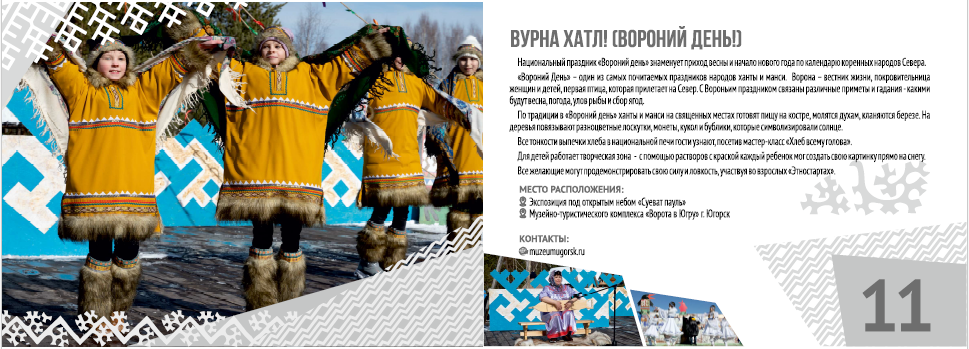 ВУРНА ХАТЛ! (ВОРОНИЙ ДЕНЬ!)
Национальный праздник «Вороний день» знаменует приход весны и начало нового года по календарю коренных народов Севера.
«Вороний День» – один из самых почитаемых праздников народов ханты и манси. Ворона – вестник жизни, покровительница
женщин и детей, первая птица, которая прилетает на Север. С Вороным праздником связаны различные приметы и гадания - какими
будут весна, погода, улов рыбы и сбор ягод.
По традиции в «Вороний день» ханты и манси на священных местах готовят пищу на костре, молятся духам, кланяются березе. На
деревья повязывают разноцветные лоскутки, монеты, кукол и бублики, которые символизировали солнце.
Все тонкости выпечки хлеба в национальной печи гости узнают, посетив мастер-класс «Хлеб всему голова».
Для детей работает творческая зона - с помощью растворов с краской каждый ребенок мог создать свою картинку прямо на снегу.
Все желающие могут продемонстрировать свою силу и ловкость, участвуя во взрослых «Этностартах».
МЕСТО РАСПОЛОЖЕНИЯ:
Экспозиция под открытым небом «Суеват пауль»
Музейно-туристического комплекса «Ворота в Югру» г. Югорск
КОНТАКТЫ:
muzeumugorsk.ru
11